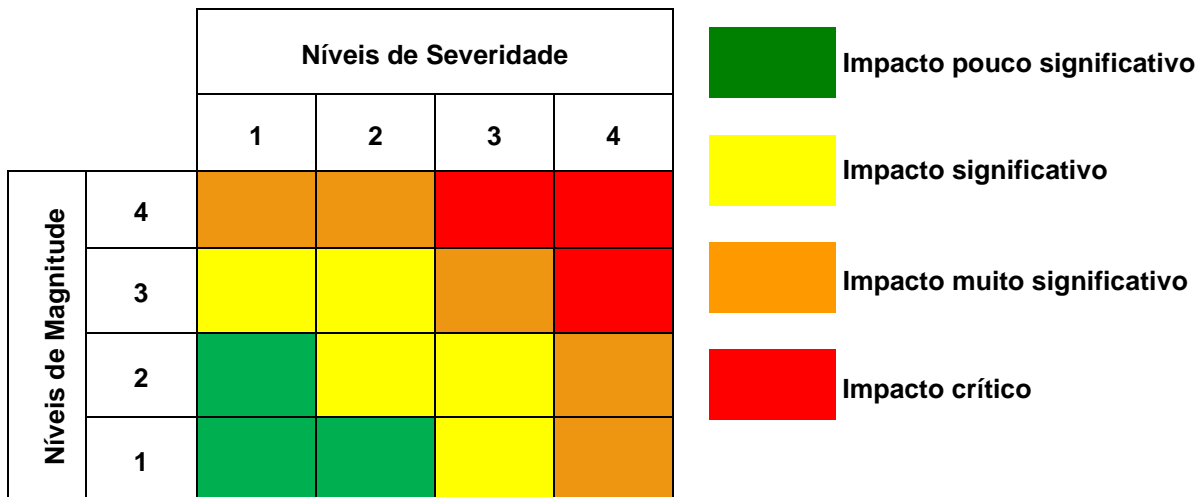 Níveis de Severidade
1 2 3 4
Níveis de Magnitude
4
3
2
1
Impacto pouco significativo
Impacto significativo
Impacto muito significativo
Impacto crítico